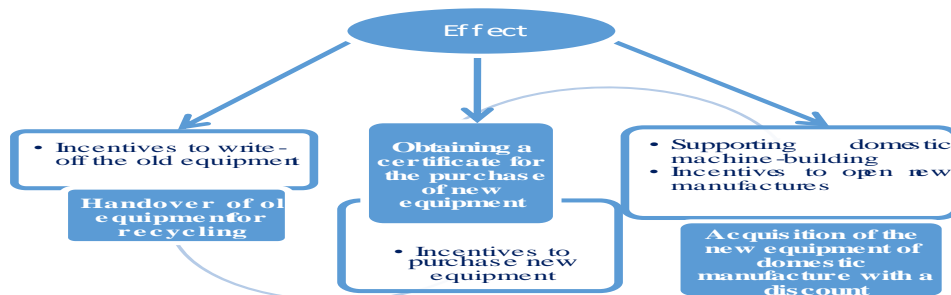 Effect
• Incentives to write-
off the old equipment
Handover of ol
equipment for
recycling
Obtaining a
certificate for
the purchase
of new
equipment
• Incentives to
purchase new
equipment
• Supporting domestic
machine-building
• Incentives to open new
manufactures
Acquisition of the
new equipment of
domestic
manufacture with a
discount